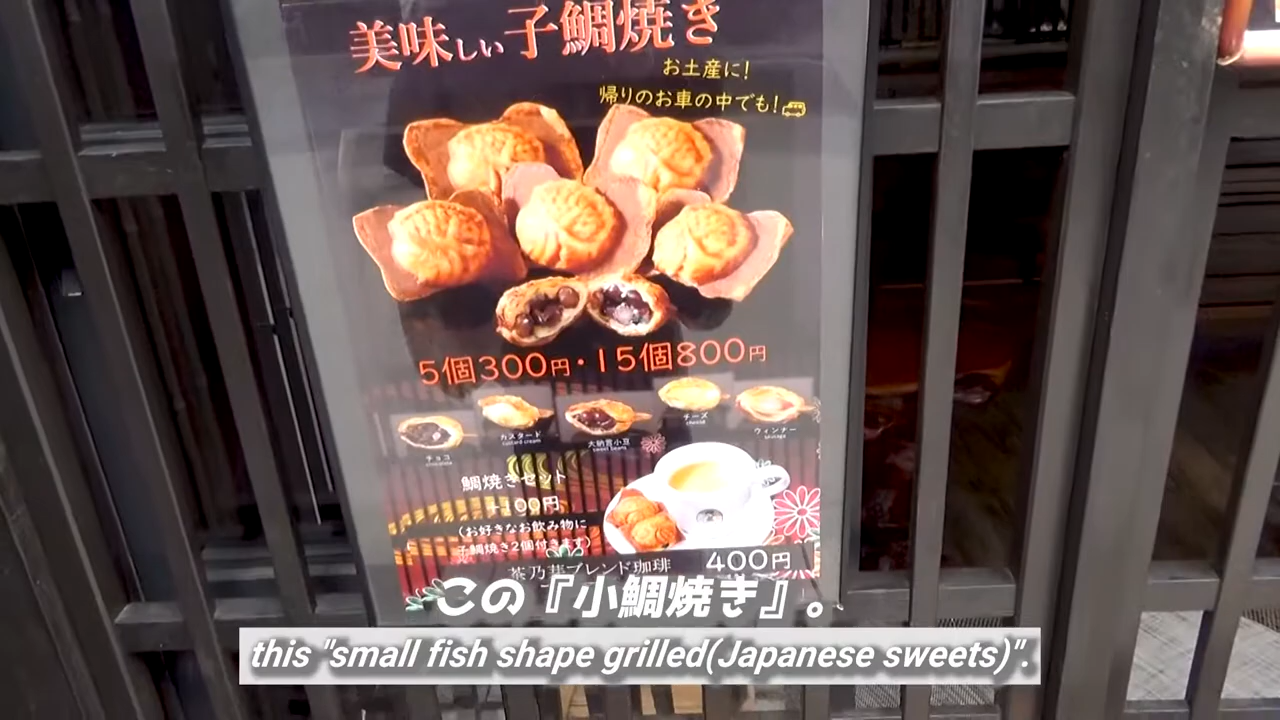 美味しい子鯛焼き
お土産に!
帰りのお車の中でも!
5個300円・15個800円
チョコ
chocolate
カスタード
custard cream
大納言小豆
sweet beans
チーズ
cheese
ウィンナー
sausage
鯛焼きセット
+100円
(お好きなお飲み物に
子鯛焼き2個付きます)
茶乃芽ブレンド珈琲 400円
この『小鯛焼き』。
this "small fish shape grilled(Japanese sweets)".